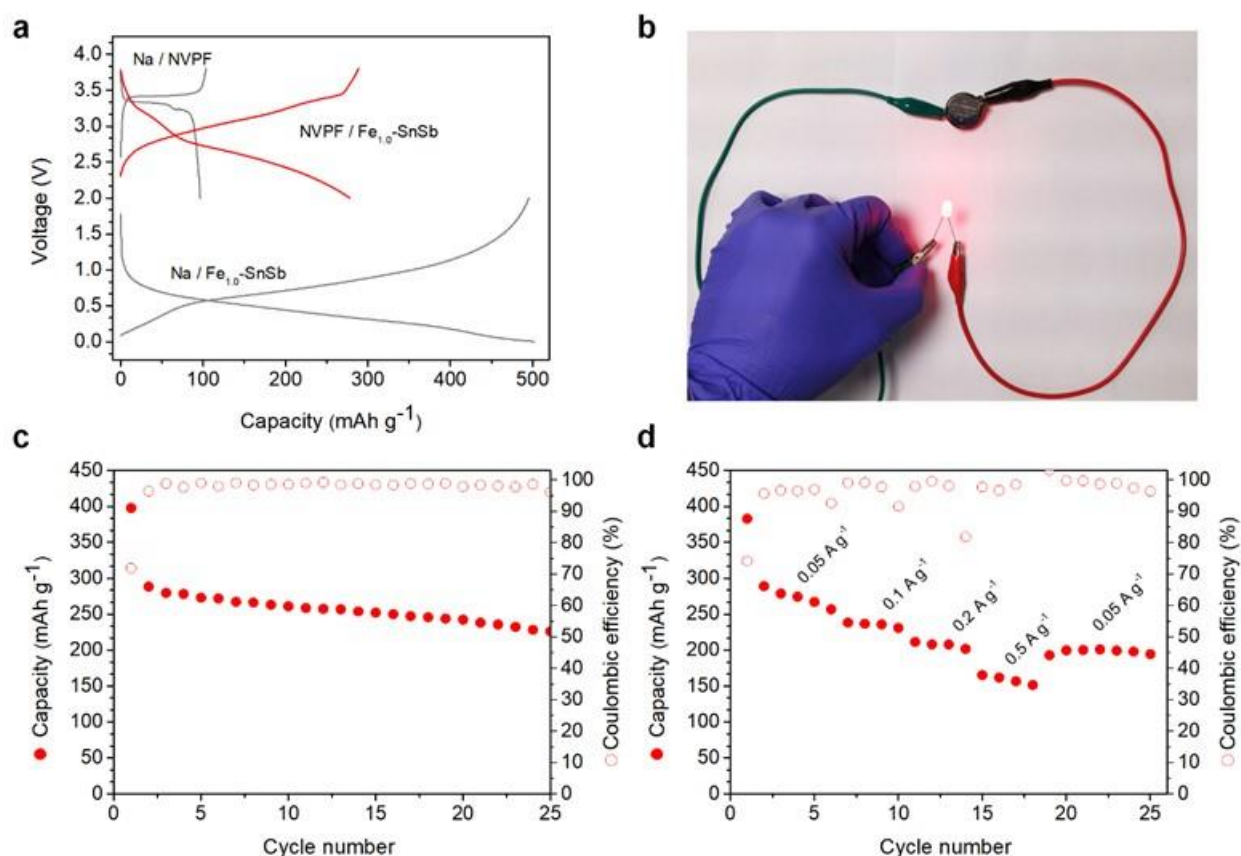 a
4.0
3.5
3.0
2.5
2.0
1.5
1.0
0.5
0.0
Voltage (V)
Na / NVPF
NVPF / Fe1.0-SnSb
Na / Fe1.0-SnSb
0 100 200 300 400 500
Capacity (mAh g-1)
b
c
450
400
350
300
250
200
150
100
50
0
Capacity (mAh g-1)
100
90
80
70
60
50
40
30
20
10
0
Coulombic efficiency (%)
0 5 10 15 20 25
Cycle number
d
450
400
350
300
250
200
150
100
50
0
Capacity (mAh g-1)
0.05 A g-1
0.1 A g-1
0.2 A g-1
0.5 A g-1
0.05 A g-1
100
90
80
70
60
50
40
30
20
10
0
Coulombic efficiency (%)
0 5 10 15 20 25
Cycle number